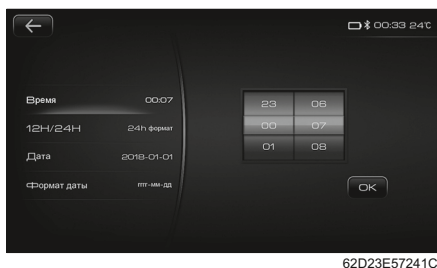 00:33 24℃
Время 00:07
12H/24H 24h формат
Дата 2018-01-01
Формат даты гггг-мм-дд
23 06
00 07
01 08
OK
62D23E57241C